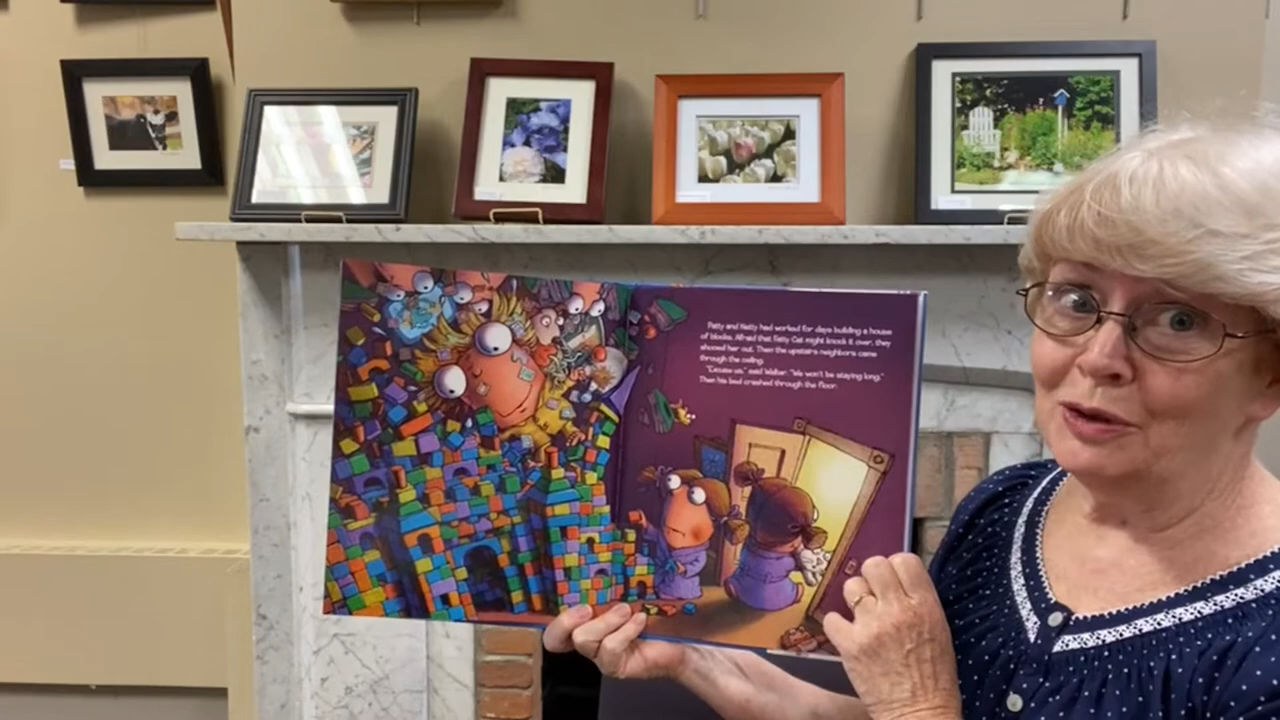 Patty and Natty had worked for days building a house
of blocks. Afraid that Fatty Cat might knock it over, they
shooed her out. Then the upstairs neighbors came
through the ceiling.
"Excuse us," said Walter. "We won't be staying long."
Then his bed crashed through the floor.